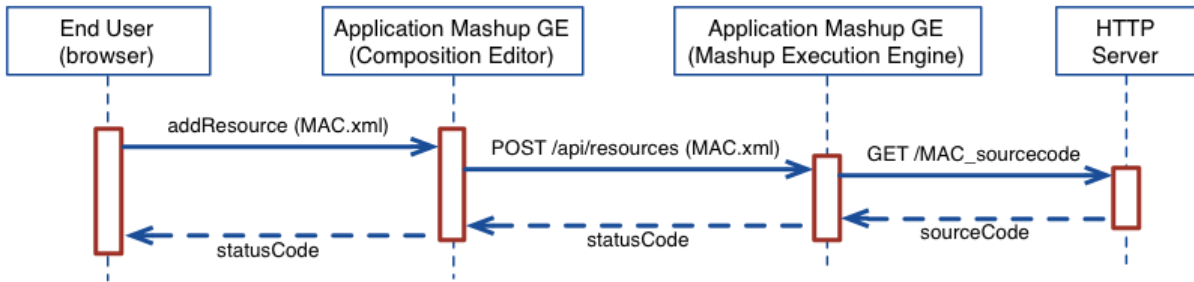 End User
(browser)
Application Mashup GE
(Composition Editor)
Application Mashup GE
(Mashup Execution Engine)
HTTP
Server
addResource (MAC.xml)
POST /api/resources (MAC.xml)
GET /MAC_sourcecode
statusCode
statusCode
sourceCode